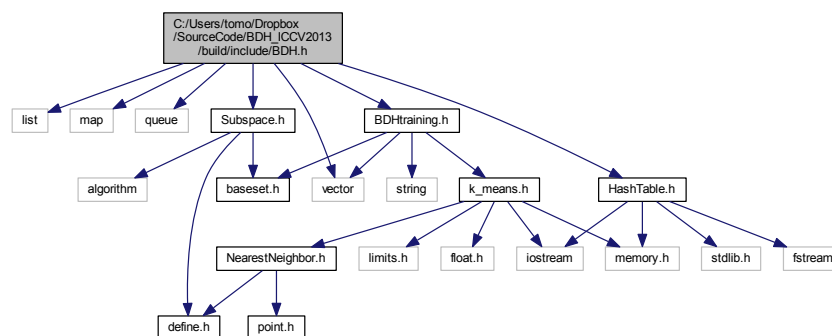 C:/Users/tomo/Dropbox
/SourceCode/BDH_ICCV2013
/build/include/BDH.h
list
map
queue
Subspace.h
BDHtraining.h
algorithm
baseset.h
vector
string
k_means.h
HashTable.h
NearestNeighbor.h
limits.h
float.h
iostream
memory.h
stdlib.h
fstream
define.h
point.h